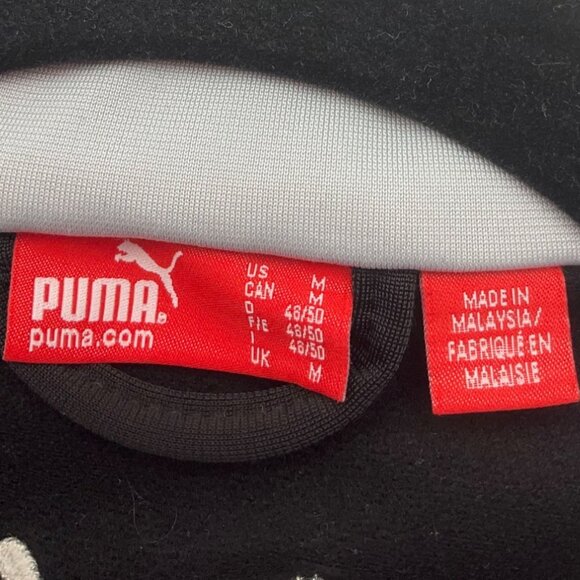 PUMA®
puma.com
US M
CAN M
D 48/50
F/E 48/50
I 48/50
UK M
MADE IN
MALAYSIA/
FABRIQUÉ EN
MALAISIE